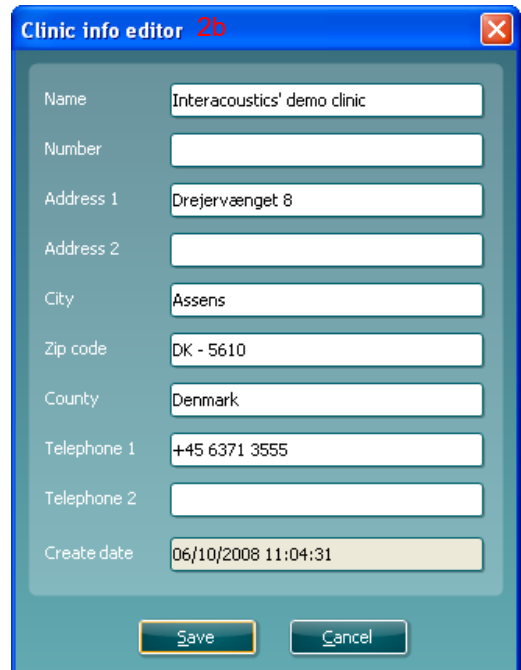 Clinic info editor 2b
Name Interacoustics' demo clinic
Number
Address 1 Drejervænget 8
Address 2
City Assens
Zip code DK - 5610
County Denmark
Telephone 1 +45 6371 3555
Telephone 2
Create date 06/10/2008 11:04:31
Save Cancel